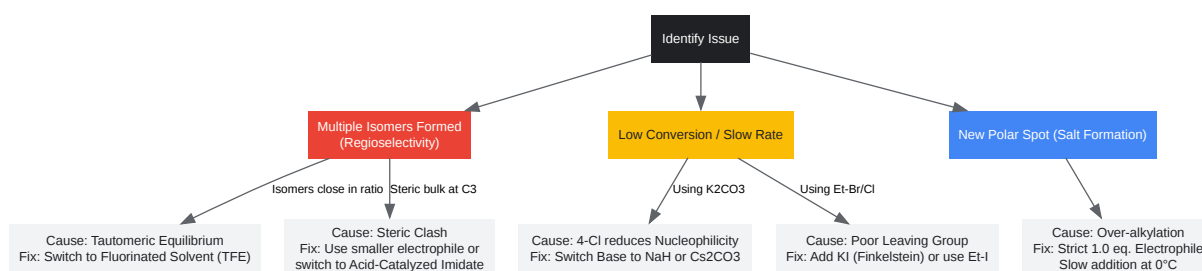 Identify Issue
Multiple Isomers Formed
(Regioselectivity)
Low Conversion / Slow Rate
New Polar Spot (Salt Formation)
Isomers close in ratio
Steric bulk at C3
Using K2CO3
Using Et-Br/Cl
Cause: Tautomeric Equilibrium
Fix: Switch to Fluorinated Solvent (TFE)
Cause: Steric Clash
Fix: Use smaller electrophile or
switch to Acid-Catalyzed Imidate
Cause: 4-Cl reduces Nucleophilicity
Fix: Switch Base to NaH or Cs2CO3
Cause: Poor Leaving Group
Fix: Add KI (Finkelstein) or use Et-I
Cause: Over-alkylation
Fix: Strict 1.0 eq. Electrophile
Slow addition at 0°C